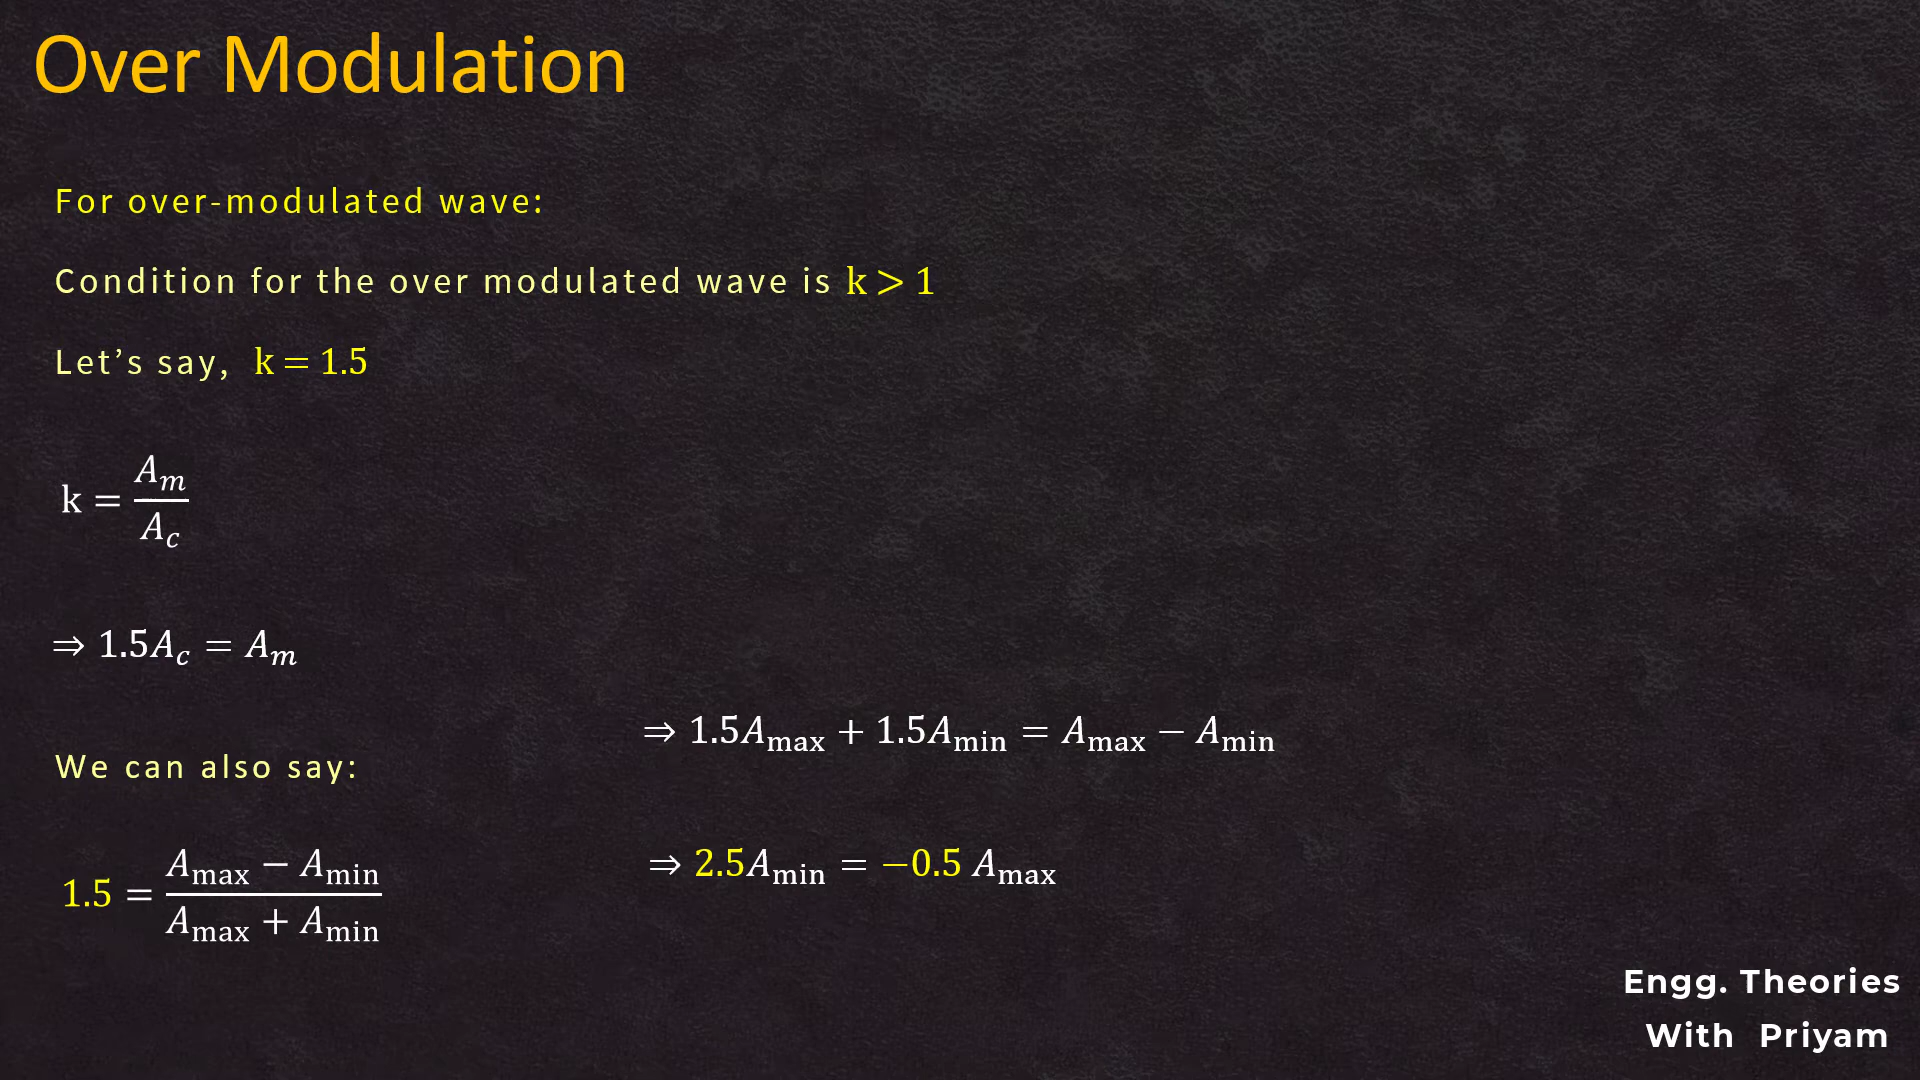 Over Modulation
For over-modulated wave:
Condition for the over modulated wave is k > 1
Let’s say, k = 1.5
k = A_m / A_c
⇒ 1.5A_c = A_m
We can also say:
1.5 = (A_max − A_min) / (A_max + A_min)
⇒ 1.5A_max + 1.5A_min = A_max − A_min
⇒ 2.5A_min = −0.5 A_max
Engg. Theories
With Priyam